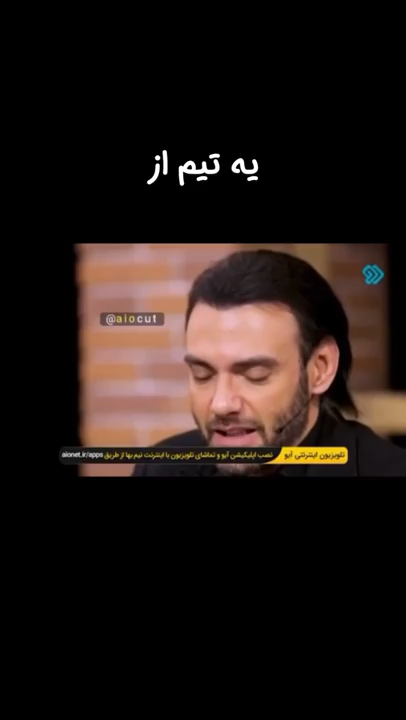 یه تیم از
@aiocut
تلویزیون اینترنتی آیو نصب اپلیکیشن آیو و تماشای تلویزیون با اینترنت نیم بها از طریق aionet.ir/apps